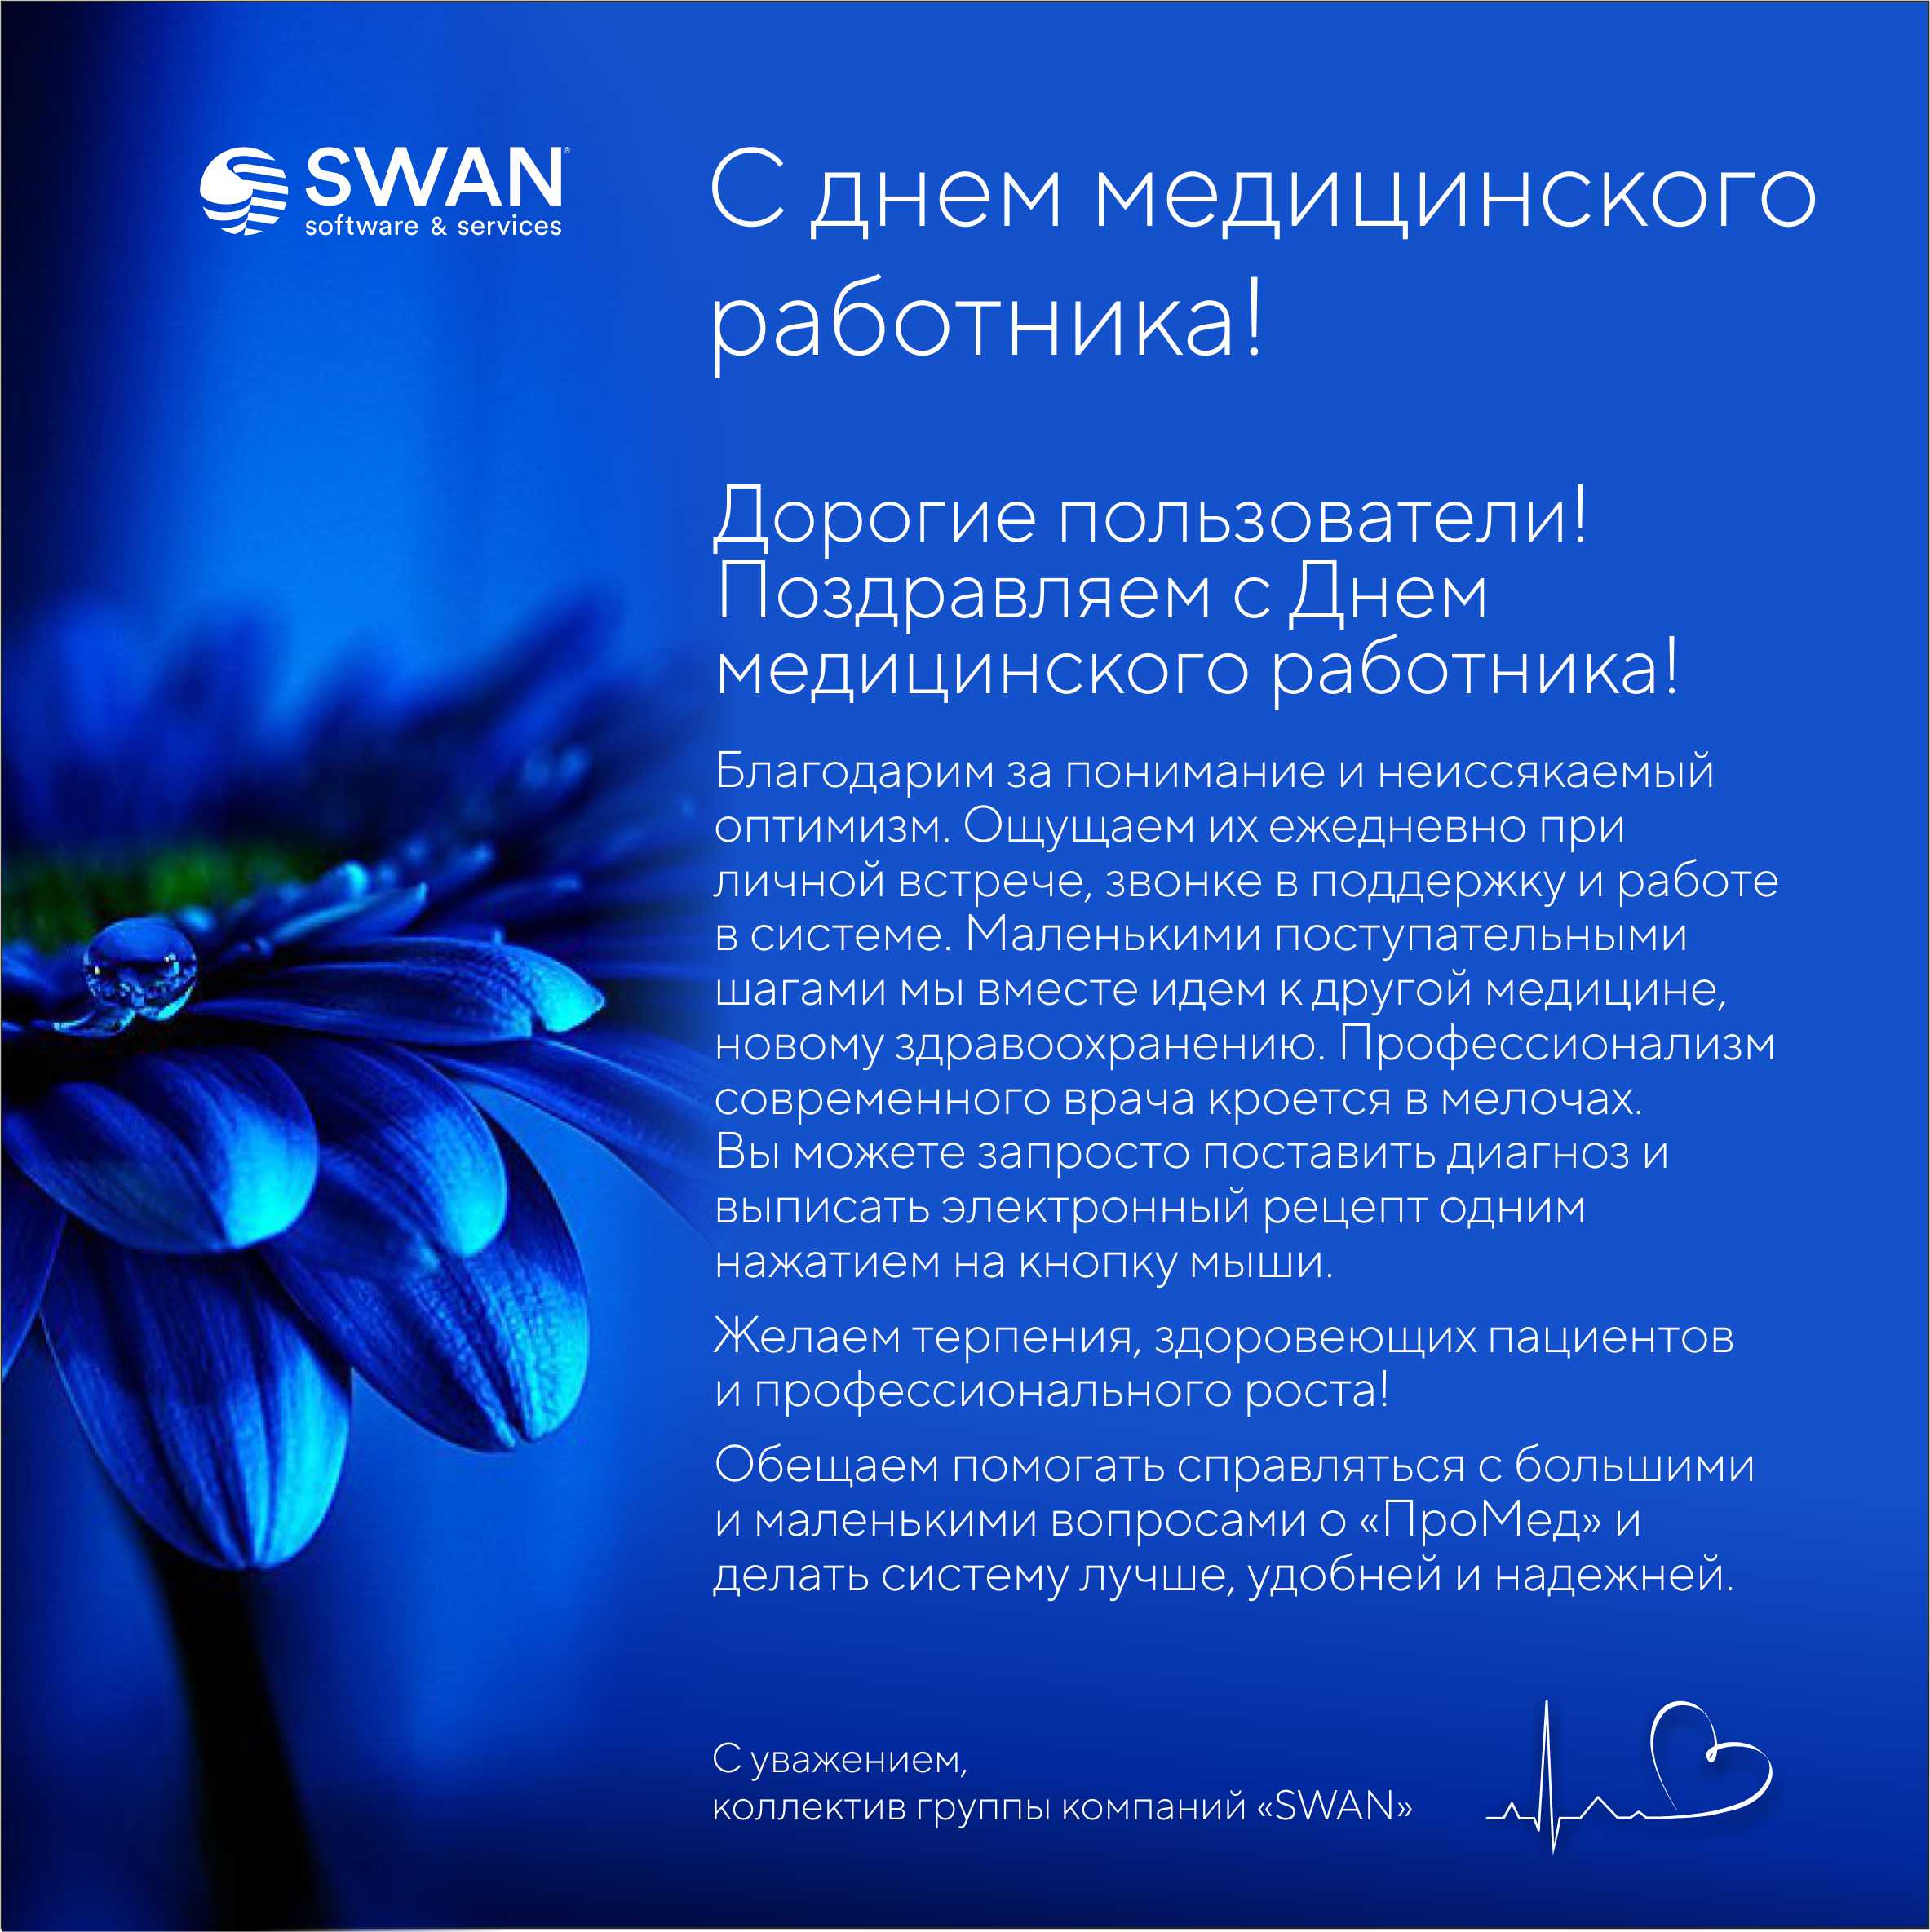 SWAN®
software & services
С днем медицинского
работника!
Дорогие пользователи!
Поздравляем с Днем
медицинского работника!
Благодарим за понимание и неиссякаемый
оптимизм. Ощущаем их ежедневно при
личной встрече, звонке в поддержку и работе
в системе. Маленькими поступательными
шагами мы вместе идем к другой медицине,
новому здравоохранению. Профессионализм
современного врача кроется в мелочах.
Вы можете запросто поставить диагноз и
выписать электронный рецепт одним
нажатием на кнопку мыши.
Желаем терпения, здоровеющих пациентов
и профессионального роста!
Обещаем помогать справляться с большими
и маленькими вопросами о «ПроМед» и
делать систему лучше, удобней и надежней.
С уважением,
коллектив группы компаний «SWAN»